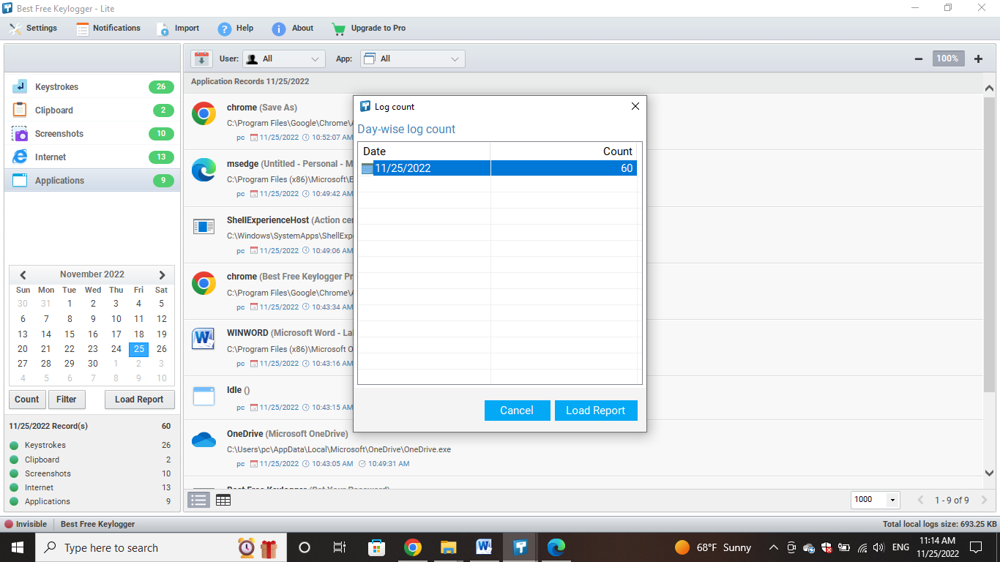 Best Free Keylogger - Lite
Settings
Notifications
Import
Help
About
Upgrade to Pro
User:
All
App:
All
100%
Keystrokes 26
Clipboard 2
Screenshots 10
Internet 13
Applications 9
November 2022
Sun Mon Tue Wed Thu Fri Sat
30 31 1 2 3 4 5
6 7 8 9 10 11 12
13 14 15 16 17 18 19
20 21 22 23 24 25 26
27 28 29 30 1 2 3
4 5 6 7 8 9 10
Count
Filter
Load Report
11/25/2022 Record(s) 60
Keystrokes 26
Clipboard 2
Screenshots 10
Internet 13
Applications 9
Application Records 11/25/2022
chrome (Save As)
C:\Program Files\Google\Chrome\
pc 11/25/2022 10:52:07 AM
msedge (Untitled - Personal - M
C:\Program Files (x86)\Microsoft\E
pc 11/25/2022 10:49:42 AM
ShellExperienceHost (Action cen
C:\Windows\SystemApps\ShellExp
pc 11/25/2022 10:49:06 AM
chrome (Best Free Keylogger Pr
C:\Program Files\Google\Chrome\
pc 11/25/2022 10:43:34 AM
WINWORD (Microsoft Word - La
C:\Program Files (x86)\Microsoft O
pc 11/25/2022 10:43:16 AM
Idle ()
pc 11/25/2022 10:43:15 AM
OneDrive (Microsoft OneDrive)
C:\Users\pc\AppData\Local\Microsoft\OneDrive\OneDrive.exe
pc 11/25/2022 10:43:05 AM 10:49:31 AM
Best Free Keylogger (Set Your Password)
Log count
Day-wise log count
Date Count
11/25/2022 60
Cancel
Load Report
1000
1 - 9 of 9
Invisible
Best Free Keylogger
Total local logs size: 693.25 KB
Type here to search
68°F Sunny
ENG
11:14 AM
11/25/2022